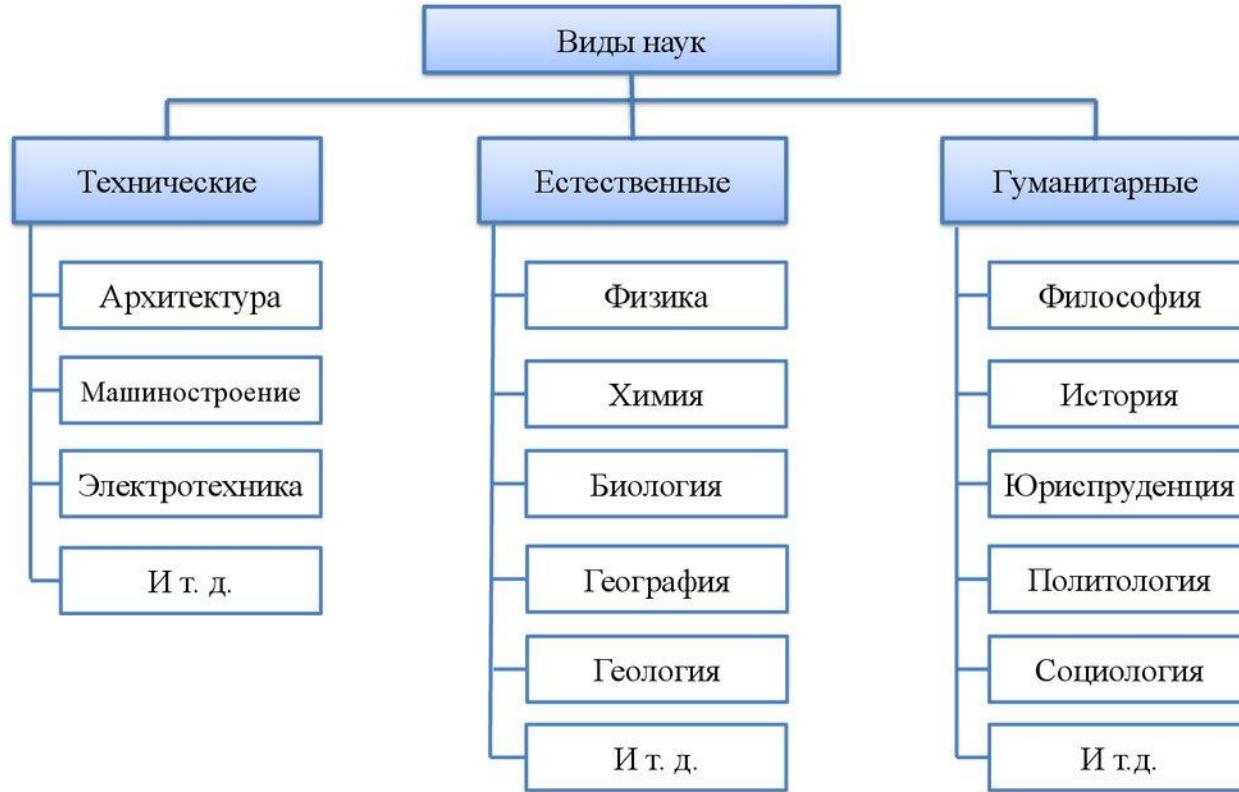 Виды наук
Технические
Архитектура
Машиностроение
Электротехника
И т. д.
Естественные
Физика
Химия
Биология
География
Геология
И т. д.
Гуманитарные
Философия
История
Юриспруденция
Политология
Социология
И т.д.